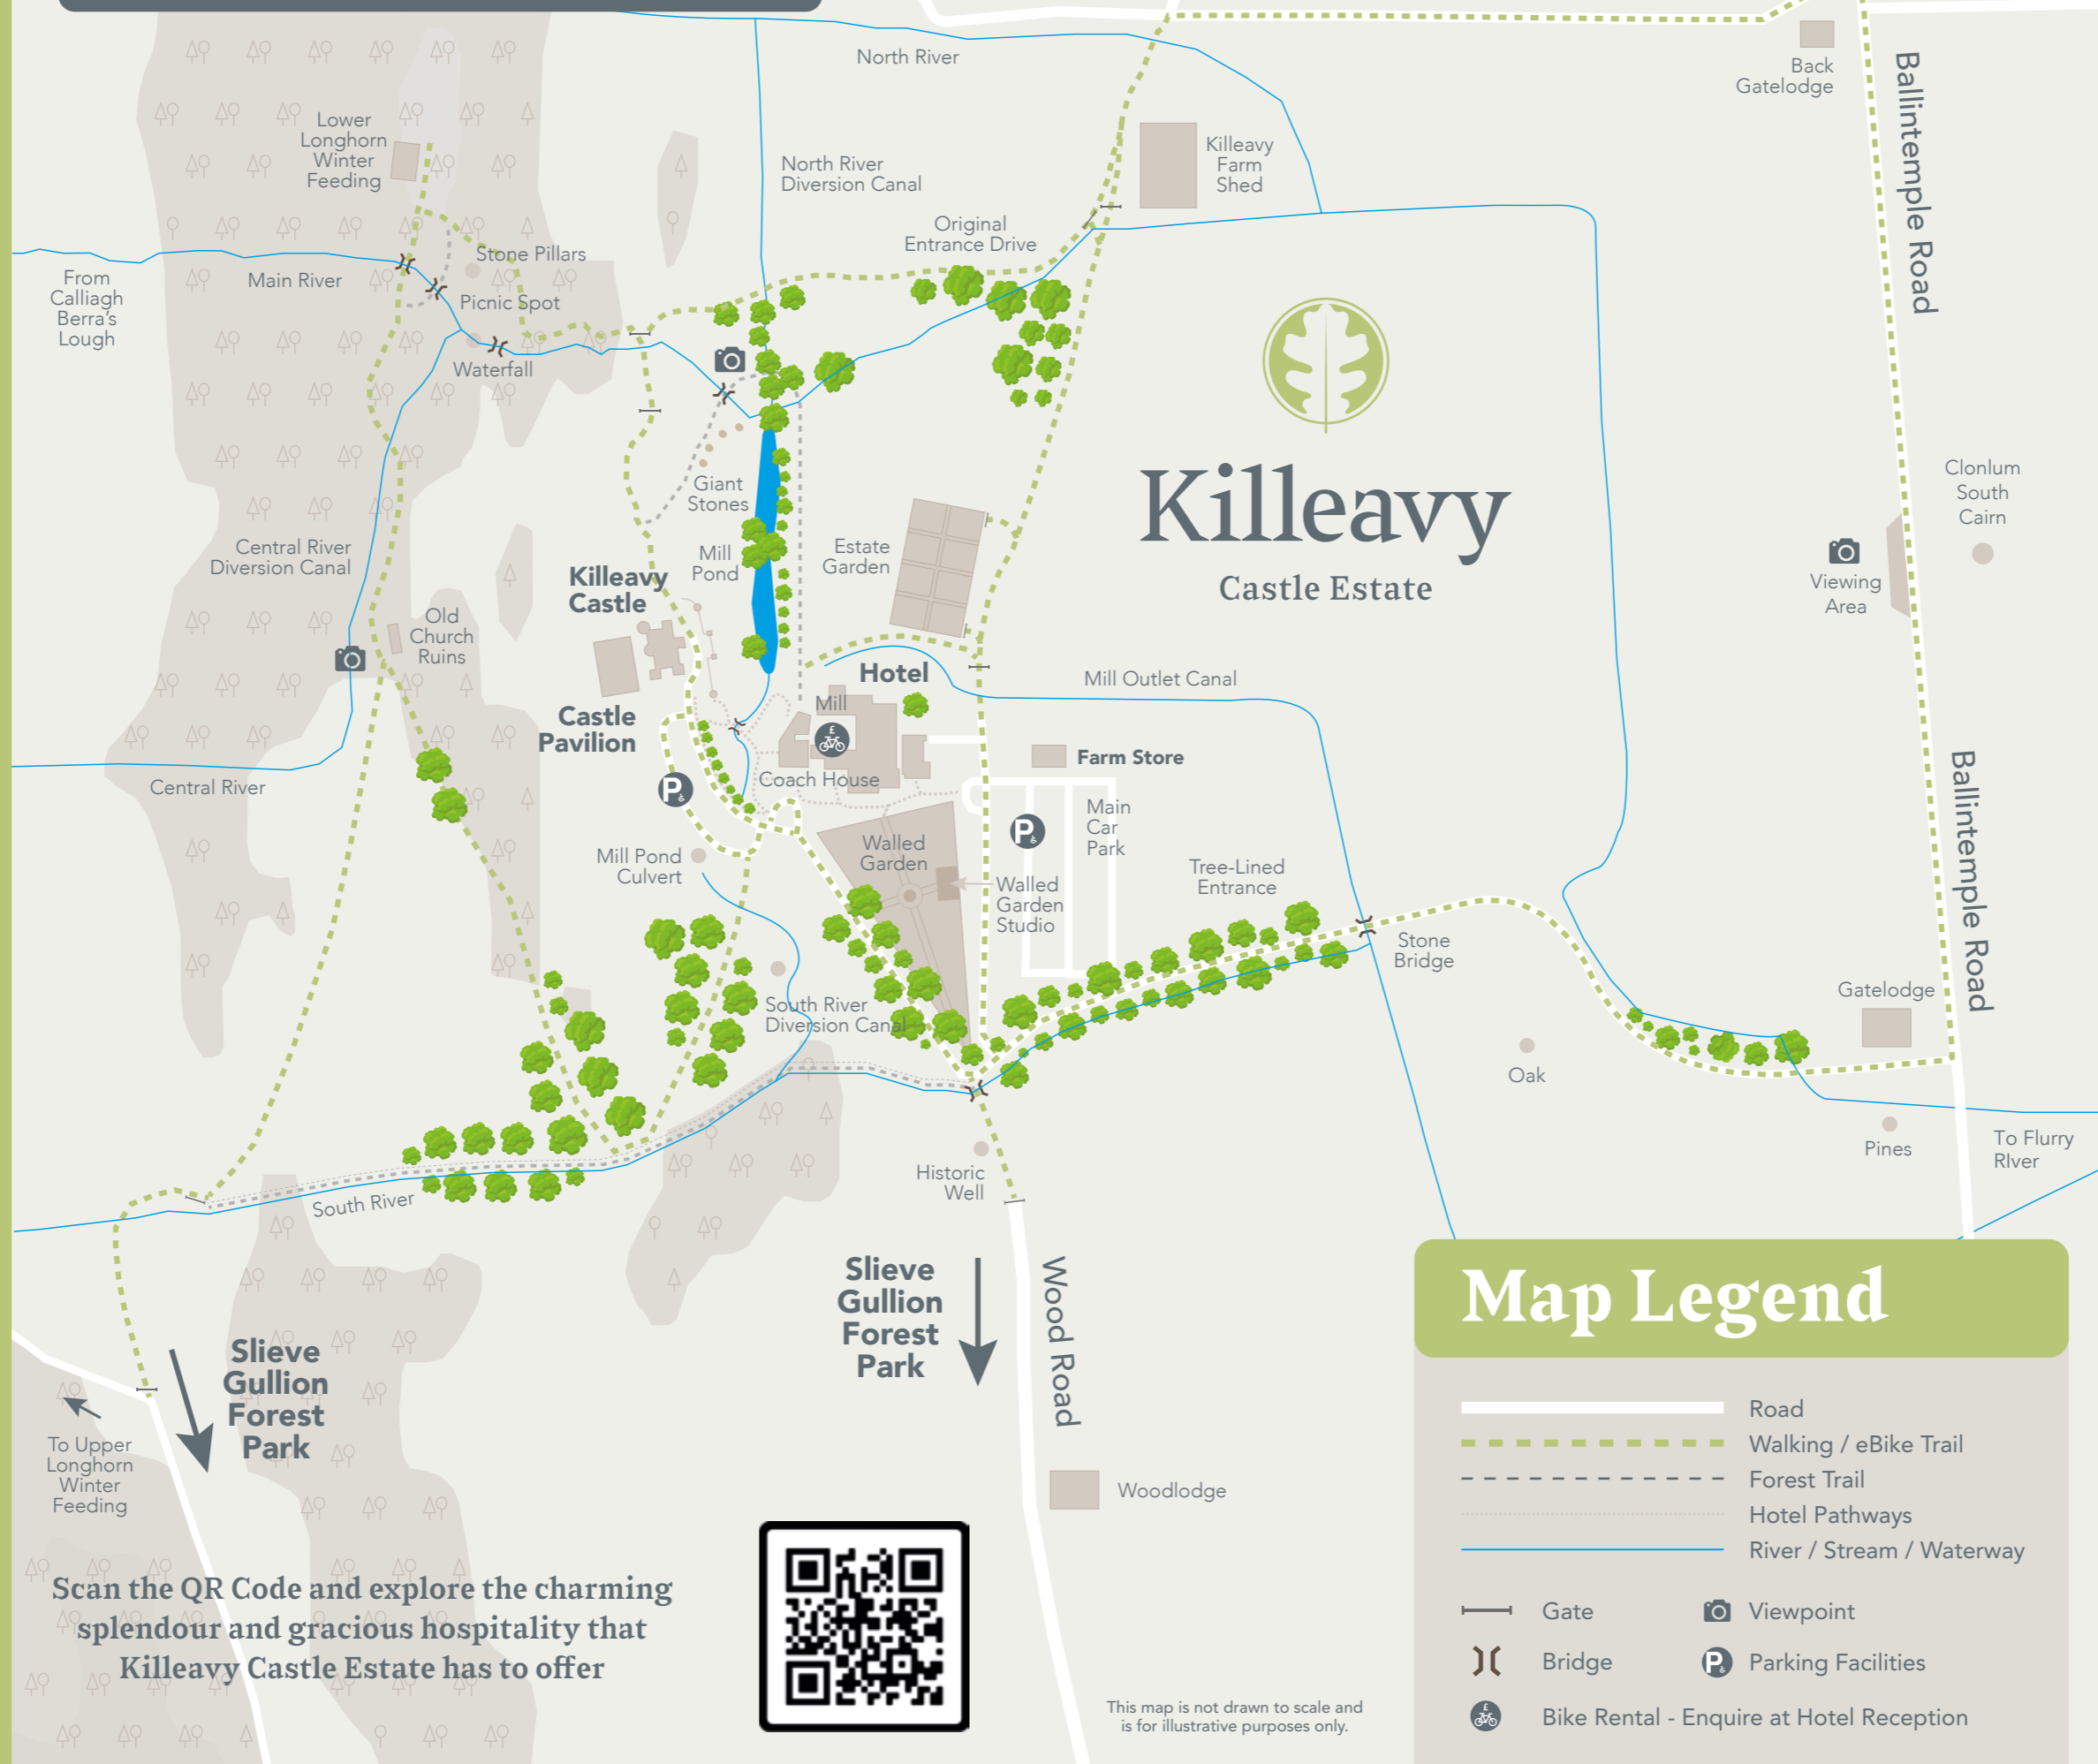 North River
Back
Gatelodge
Ballintemple Road
Lower
Longhorn
Winter
Feeding
Killeavy
Farm
Shed
North River
Diversion Canal
Original
Entrance Drive
Stone Pillars
From
Calliagh
Berra's
Lough
Main River
Picnic Spot
Waterfall
Killeavy
Castle Estate
Clonlum
South
Cairn
Giant
Stones
Viewing
Area
Central River
Diversion Canal
Mill
Pond
Estate
Garden
Killeavy
Castle
Old
Church
Ruins
Hotel
Mill Outlet Canal
Mill
Castle
Pavilion
£
Farm Store
Ballintemple Road
Coach House
Central River
P
Main
Car
Park
P
Walled
Garden
Mill Pond
Culvert
Tree-Lined
Entrance
Walled
Garden
Studio
Stone
Bridge
Gatelodge
South River
Diversion Canal
Oak
Pines
To Flurry
RIver
Historic
Well
South River
Slieve
Gullion
Forest
Park
Wood Road
Slieve
Gullion
Forest
Park
To Upper
Longhorn
Winter
Feeding
Woodlodge
Scan the QR Code and explore the charming
splendour and gracious hospitality that
Killeavy Castle Estate has to offer
This map is not drawn to scale and
is for illustrative purposes only.
Map Legend
Road
Walking / eBike Trail
Forest Trail
Hotel Pathways
River / Stream / Waterway
Gate
Viewpoint
Bridge
P
Parking Facilities
£
Bike Rental - Enquire at Hotel Reception